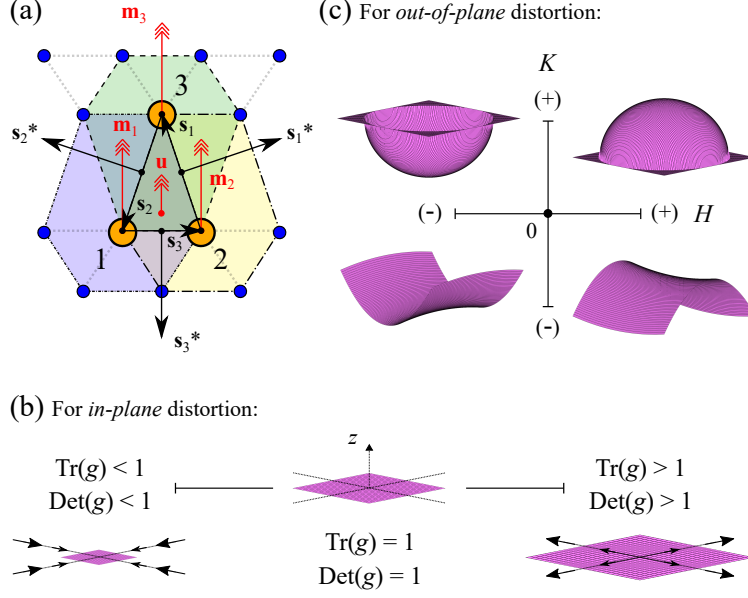 (a)
m₃
3
s₁
m₁
s₂*
s₁*
u
m₂
s₂
s₃
1
2
s₃*
(c) For out-of-plane distortion:
K
(+)
(-)
(+) H
0
(-)
(b) For in-plane distortion:
z
Tr(g) < 1
Det(g) < 1
Tr(g) = 1
Det(g) = 1
Tr(g) > 1
Det(g) > 1